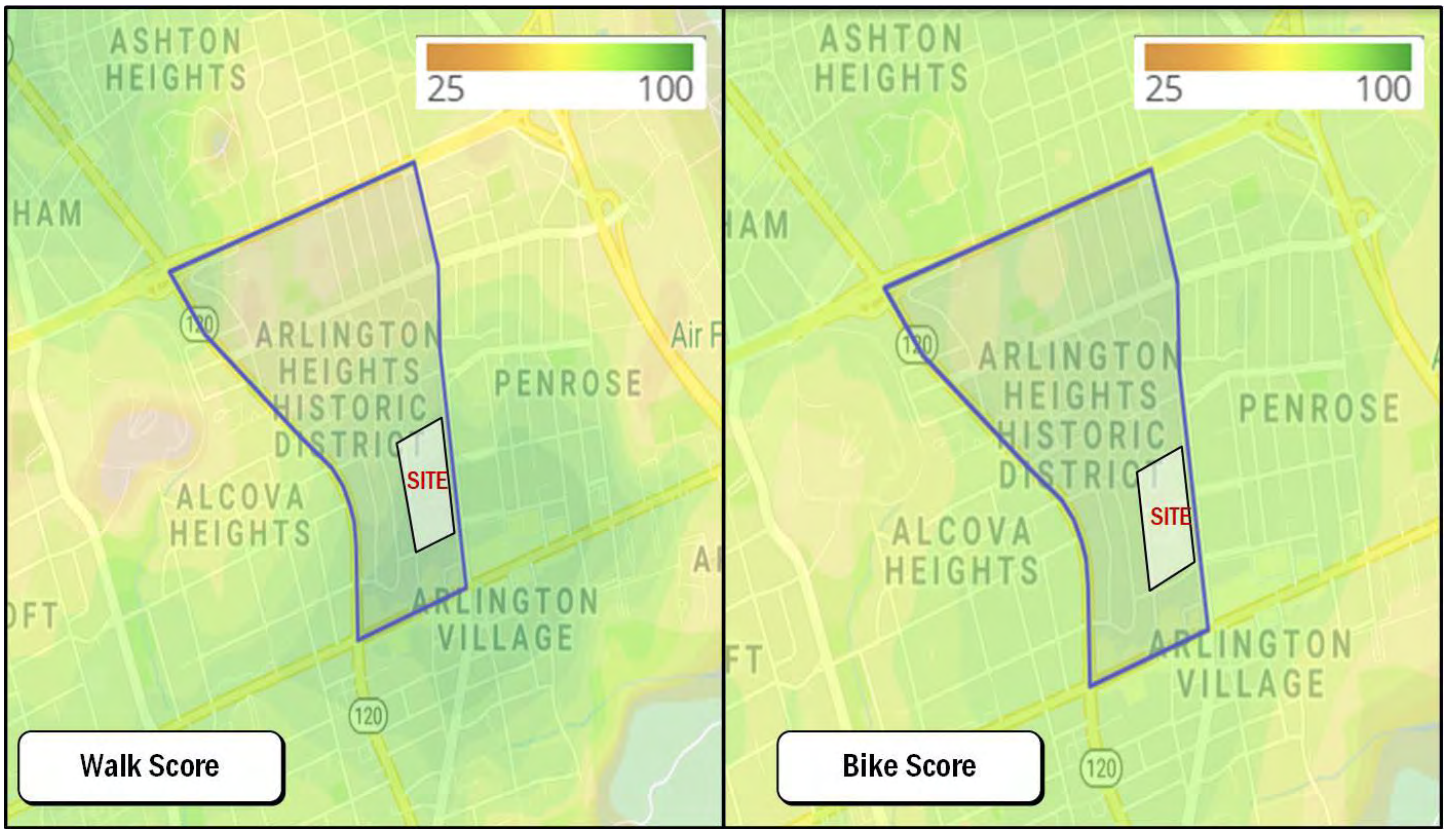 ASHTON
HEIGHTS
25 100
HAM
120
ARLINGTON
HEIGHTS
HISTORIC
DISTRICT
Air F
PENROSE
SITE
ALCOVA
HEIGHTS
A
OFT
ARLINGTON
VILLAGE
120
Walk Score
ASHTON
HEIGHTS
25 100
HAM
120
ARLINGTON
HEIGHTS
HISTORIC
DISTRICT
PENROSE
SITE
ALCOVA
HEIGHTS
FT
ARLINGTON
VILLAGE
120
Bike Score